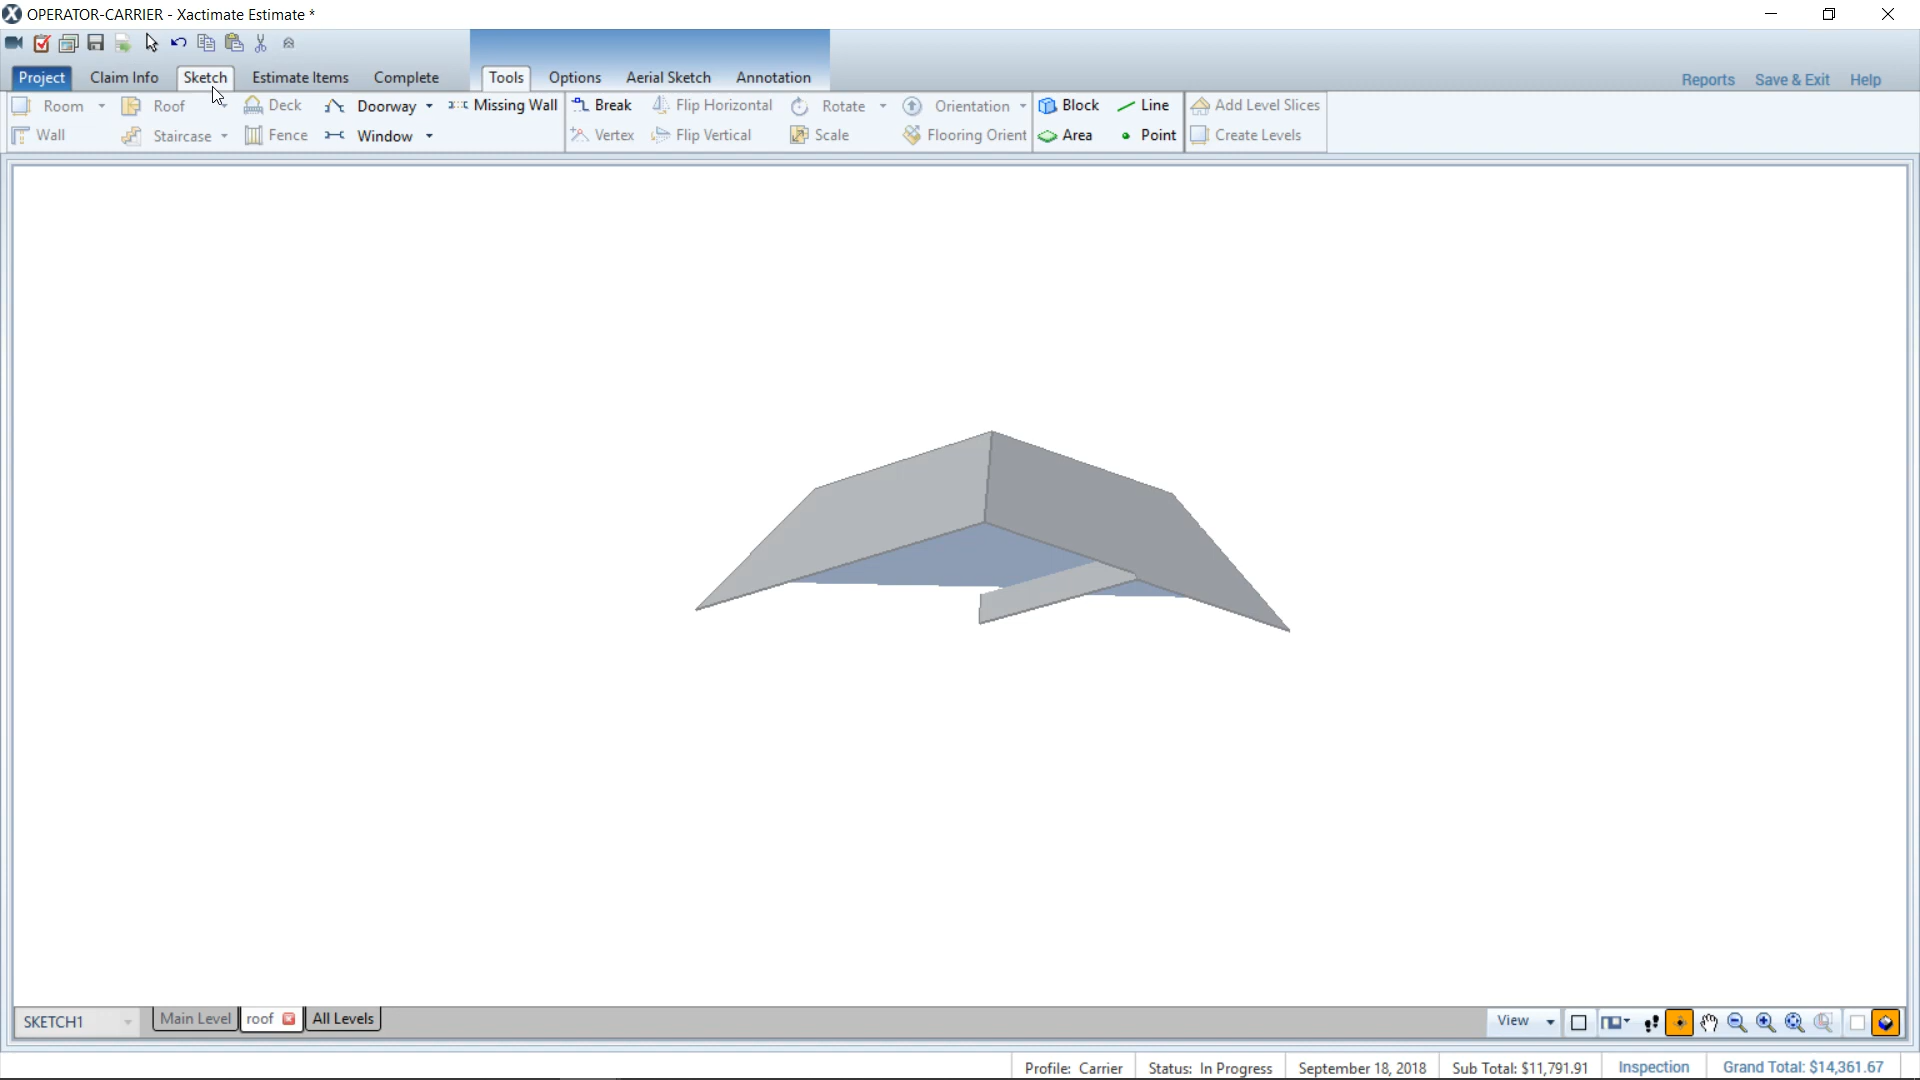 OPERATOR-CARRIER - Xactimate Estimate *
Project Claim Info Sketch Estimate Items Complete Tools Options Aerial Sketch Annotation Reports Save & Exit Help
Room Roof Deck Doorway Missing Wall Break Flip Horizontal Rotate Orientation Block Line Add Level Slices
Wall Staircase Fence Window Vertex Flip Vertical Scale Flooring Orient Area Point Create Levels
SKETCH1 Main Level roof All Levels View
Profile: Carrier Status: In Progress September 18, 2018 Sub Total: $11,791.91 Inspection Grand Total: $14,361.67